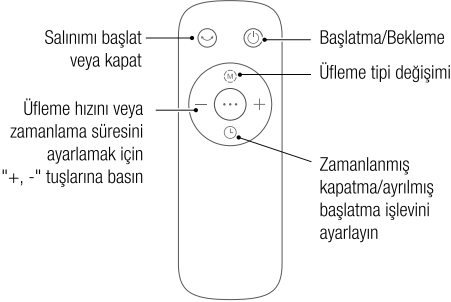 Salınımı başlat
veya kapat
Başlatma/Bekleme
Üfleme tipi değişimi
M
Üfleme hızını veya
zamanlama süresini
ayarlamak için
"+, -" tuşlarına basın
Zamanlanmış
kapatma/ayrılmış
başlatma işlevini
ayarlayın